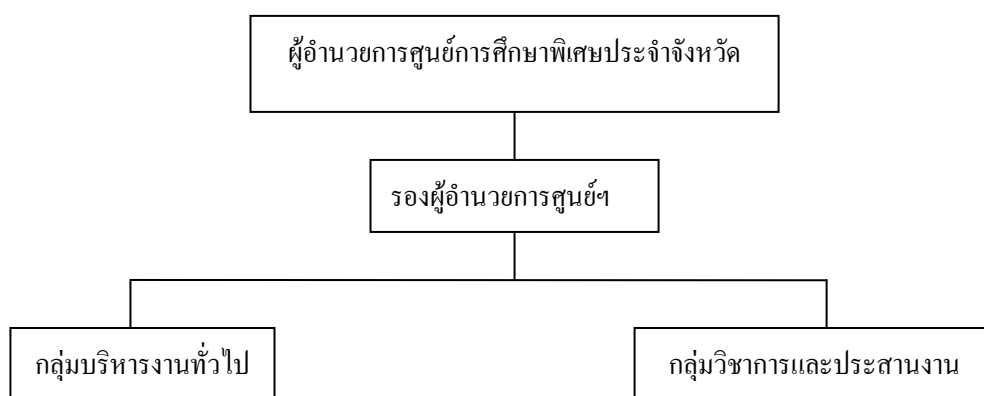 ผู้อำนวยการศูนย์การศึกษาพิเศษประจำจังหวัด
รองผู้อำนวยการศูนย์ฯ
กลุ่มบริหารงานทั่วไป
กลุ่มวิชาการและประสานงาน